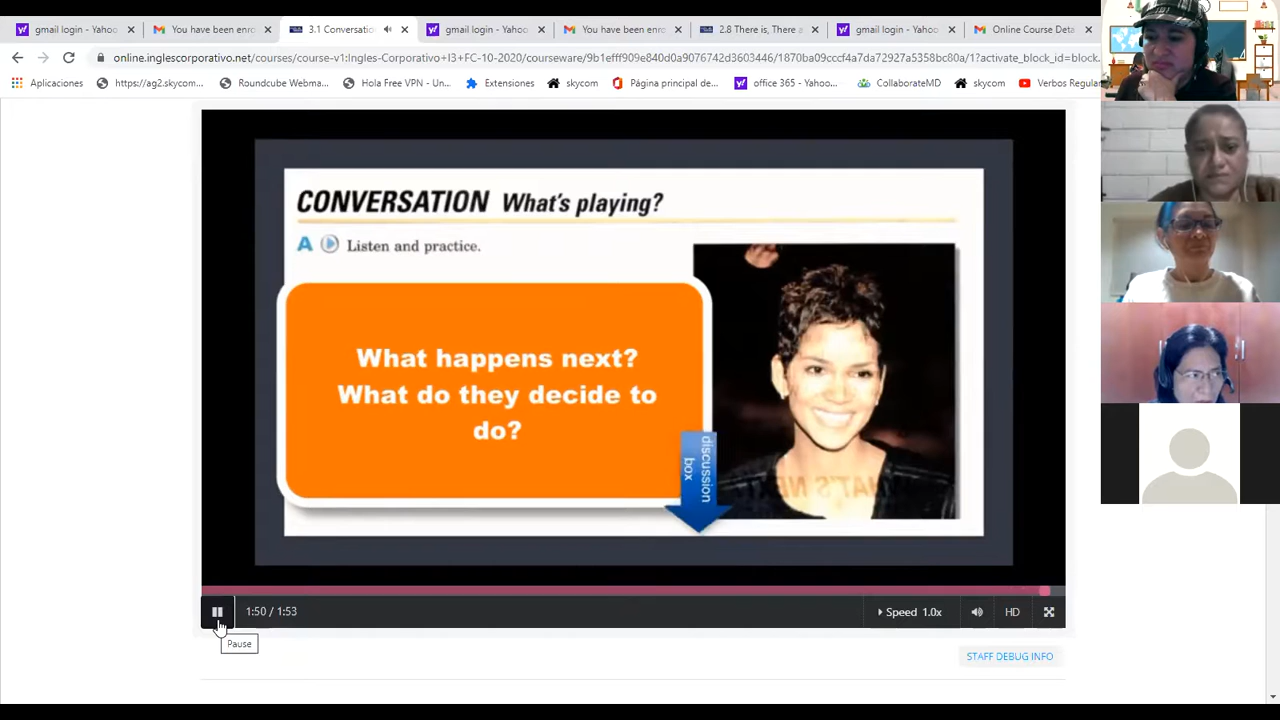 gmail login - Yahoo
You have been enro
3.1 Conversatio
gmail login - Yahoo
You have been enro
2.8 There is, There a
gmail login - Yahoo
Online Course Deta
online.inglescorporativo.net/courses/course-v1:Ingles-Corpo
I3+FC-10-2020/courseware/9b1efff909e840d0a9076742d3603446/1870ba09cccf4a7da72927a5358bc80a/1?activate_block_id=block.
Aplicaciones
https://ag2.skycom...
Roundcube Webma...
Hola Free VPN - Un...
Extensiones
skycom
Página principal de...
office 365 - Yahoo...
CollaborateMD
skycom
Verbos Regular
CONVERSATION What's playing?
A Listen and practice.
What happens next?
What do they decide to
do?
discussion
box
1:50 / 1:53
Speed 1.0x
HD
Pause
STAFF DEBUG INFO